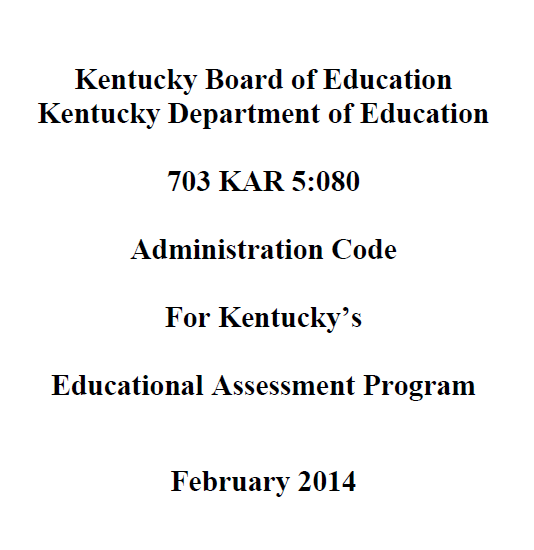 Kentucky Board of Education
Kentucky Department of Education
703 KAR 5:080
Administration Code
For Kentucky’s
Educational Assessment Program
February 2014